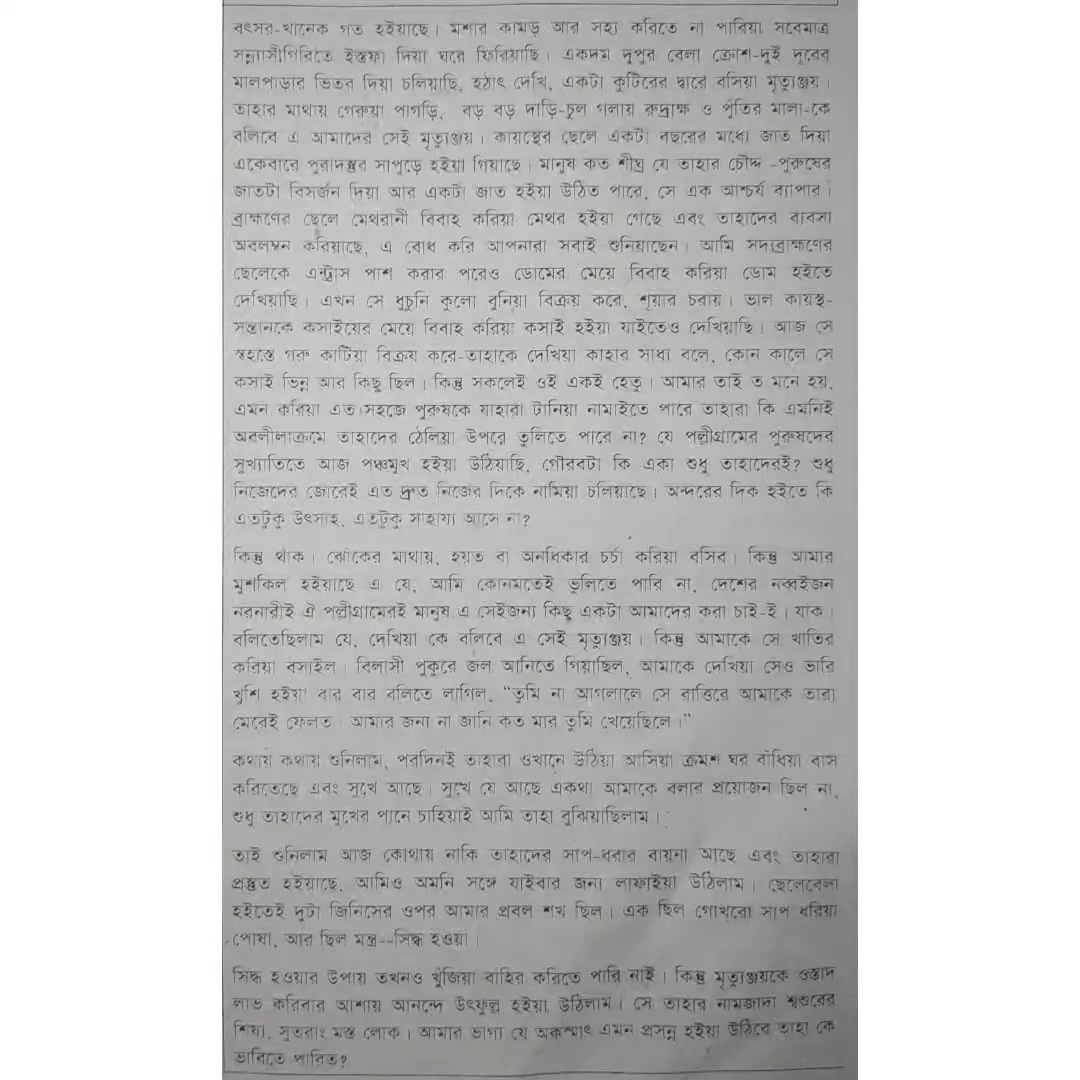 বৎসর-খানেক গত হইয়াছে। মশার কামড় আর সহ্য করিতে না পারিয়া সবেমাত্র
সন্ন্যাসীগিরিতে ইস্তফা দিয়া ঘরে ফিরিয়াছি। একদম দুপুর বেলা ক্রোশ-দুই দূরের
মালপাড়ার ভিতর দিয়া চলিয়াছি, হঠাৎ দেখি, একটা কুটিরের দ্বারে বসিয়া মৃত্যুঞ্জয়।
তাহার মাথায় গেরুয়া পাগড়ি, বড় বড় দাড়ি-চুল গলায় রুদ্রাক্ষ ও পুঁতির মালা-কে
বলিবে এ আমাদের সেই মৃত্যুঞ্জয়। কায়স্থের ছেলে একটা বছরের মধ্যে জাত দিয়া
একেবারে পুরাদস্তুর সাপুড়ে হইয়া গিয়াছে। মানুষ কত শীঘ্র যে তাহার চৌদ্দ -পুরুষের
জাতটা বিসর্জন দিয়া আর একটা জাত হইয়া উঠিত পারে, সে এক আশ্চর্য ব্যাপার।
ব্রাহ্মণের ছেলে মেথরানী বিবাহ করিয়া মেথর হইয়া গেছে এবং তাহাদের ব্যবসা
অবলম্বন করিয়াছে, এ বোধ করি আপনারা সবাই শুনিয়াছেন। আমি সদ্ব্রাহ্মণের
ছেলেকে এন্ট্রাস পাশ করার পরেও ডোমের মেয়ে বিবাহ করিয়া ডোম হইতে
দেখিয়াছি। এখন সে ধুচুনি কুলো বুনিয়া বিক্রয় করে, শূয়ার চরায়। ভাল কায়স্থ-
সন্তানকে কসাইয়ের মেয়ে বিবাহ করিয়া কসাই হইয়া যাইতেও দেখিয়াছি। আজ সে
স্বহস্তে গরু কাটিয়া বিক্রয় করে-তাহাকে দেখিয়া কাহার সাধ্য বলে, কোন কালে সে
কসাই ভিন্ন আর কিছু ছিল। কিন্তু সকলেই ওই একই হেতু। আমার তাই ত মনে হয়,
এমন করিয়া এত সহজে পুরুষকে যাহারা টানিয়া নামাইতে পারে তাহারা কি এমনিই
অবলীলাক্রমে তাহাদের ঠেলিয়া উপরে তুলিতে পারে না? যে পল্লীগ্রামের পুরুষদের
সুখ্যাতিতে আজ পঞ্চমুখ হইয়া উঠিয়াছি, গৌরবটা কি একা শুধু তাহাদেরই? শুধু
নিজেদের জোরেই এত দ্রুত নিজের দিকে নামিয়া চলিয়াছে। অন্দরের দিক হইতে কি
এতটুকু উৎসাহ, এতটুকু সাহায্য আসে না?
কিন্তু থাক। ঝোঁকের মাথায়, হয়ত বা অনধিকার চর্চা করিয়া বসিব। কিন্তু আমার
মুশকিল হইয়াছে এ যে, আমি কোনমতেই ভুলিতে পারি না, দেশের নব্বইজন
নরনারীই ঐ পল্লীগ্রামেরই মানুষ এ সেইজন্য কিছু একটা আমাদের করা চাই-ই। যাক।
বলিতেছিলাম যে, দেখিয়া কে বলিবে এ সেই মৃত্যুঞ্জয়। কিন্তু আমাকে সে খাতির
করিয়া বসাইল। বিলাসী পুকুরে জল আনিতে গিয়াছিল, আমাকে দেখিয়া সেও ভারি
খুশি হইয়া বার বার বলিতে লাগিল, “তুমি না আগলালে সে রাত্তিরে আমাকে তারা
মেরেই ফেলত। আমার জন্য না জানি কত মার তুমি খেয়েছিলে।”
কথায় কথায় শুনিলাম, পরদিনই তাহারা ওখানে উঠিয়া আসিয়া ক্রমশ ঘর বাঁধিয়া বাস
করিতেছে এবং সুখে আছে। সুখে যে আছে একথা আমাকে বলার প্রয়োজন ছিল না,
শুধু তাহাদের মুখের পানে চাহিয়াই আমি তাহা বুঝিয়াছিলাম।
তাই শুনিলাম আজ কোথায় নাকি তাহাদের সাপ-ধরার বায়না আছে এবং তাহারা
প্রস্তুত হইয়াছে, আমিও অমনি সঙ্গে যাইবার জন্য লাফাইয়া উঠিলাম। ছেলেবেলা
হইতেই দুটা জিনিসের ওপর আমার প্রবল শখ ছিল। এক ছিল গোখরো সাপ ধরিয়া
পোষা, আর ছিল মন্ত্র--সিদ্ধ হওয়া।
সিদ্ধ হওয়ার উপায় তখনও খুঁজিয়া বাহির করিতে পারি নাই। কিন্তু মৃত্যুঞ্জয়কে ওস্তাদ
লাভ করিবার আশায় আনন্দে উৎফুল্ল হইয়া উঠিলাম। সে তাহার নামজাদা শ্বশুরের
শিষ্য, সুতরাং মস্ত লোক। আমার ভাগ্য যে অকস্মাৎ এমন প্রসন্ন হইয়া উঠিবে তাহা কে
ভাবিতে পারিত?